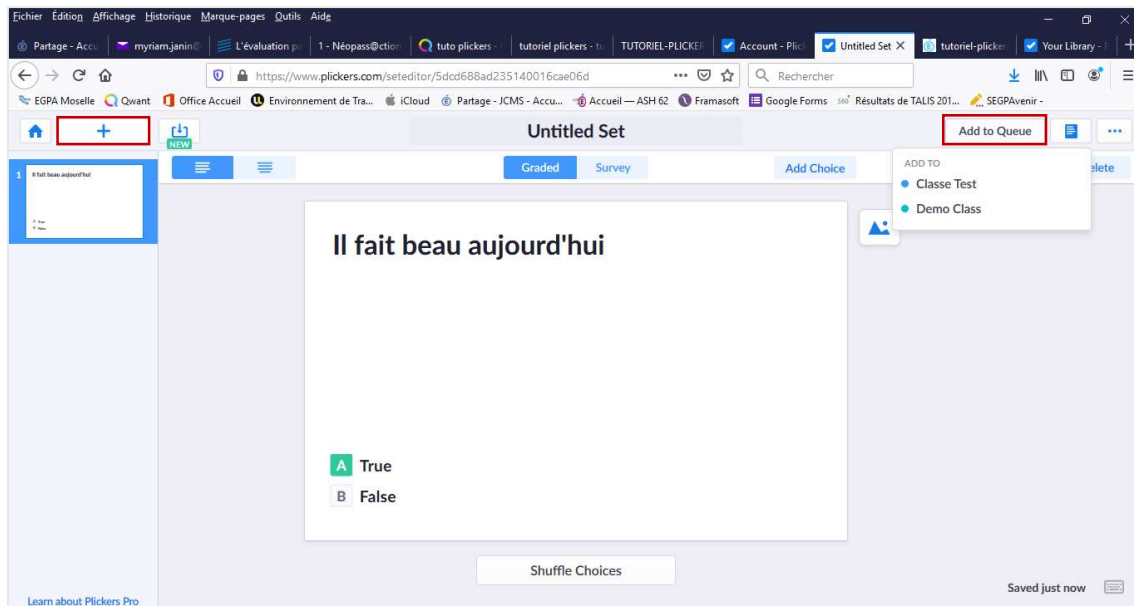 Fichier Édition Affichage Historique Marque-pages Outils Aide
Partage - Accu myriam.janin© L'évaluation p 1 - Néopass@ction tuto plickers - tutoriel plickers - tu TUTORIEL-PLICKER Account - Plic Untitled Set tutoriel-plicker Your Library -
https://www.plickers.com/seteditor/5dcd688ad235140016cae06d Rechercher
EGPA Moselle Qwant Office Accueil Environnement de Tra... iCloud Partage - JCMS - Accu... Accueil — ASH 62 Framasoft Google Forms Résultats de TALIS 201... SEGPAvenir -
+ NEW Untitled Set Add to Queue
1 Il fait beau aujourd'hui Graded Survey Add Choice elete
ADD TO
Classe Test
Demo Class
Il fait beau aujourd'hui
True
False
A True
B False
Shuffle Choices
Saved just now
Learn about Plickers Pro